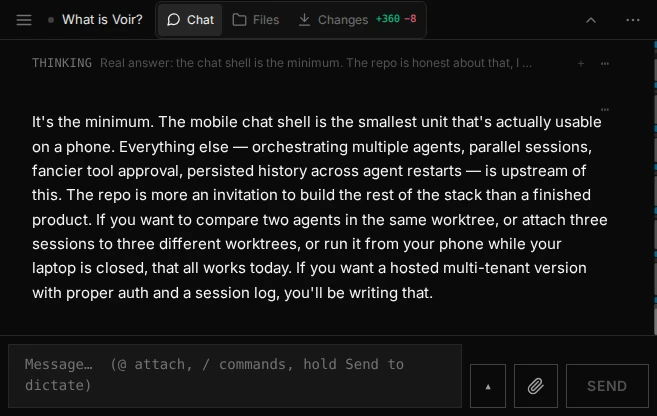 What is Voir? Chat Files Changes +360 −8
THINKING Real answer: the chat shell is the minimum. The repo is honest about that, I ... + ...
...
It's the minimum. The mobile chat shell is the smallest unit that's actually usable
on a phone. Everything else — orchestrating multiple agents, parallel sessions,
fancier tool approval, persisted history across agent restarts — is upstream of
this. The repo is more an invitation to build the rest of the stack than a finished
product. If you want to compare two agents in the same worktree, or attach three
sessions to three different worktrees, or run it from your phone while your
laptop is closed, that all works today. If you want a hosted multi-tenant version
with proper auth and a session log, you'll be writing that.
Message… (@ attach, / commands, hold Send to
dictate)
SEND